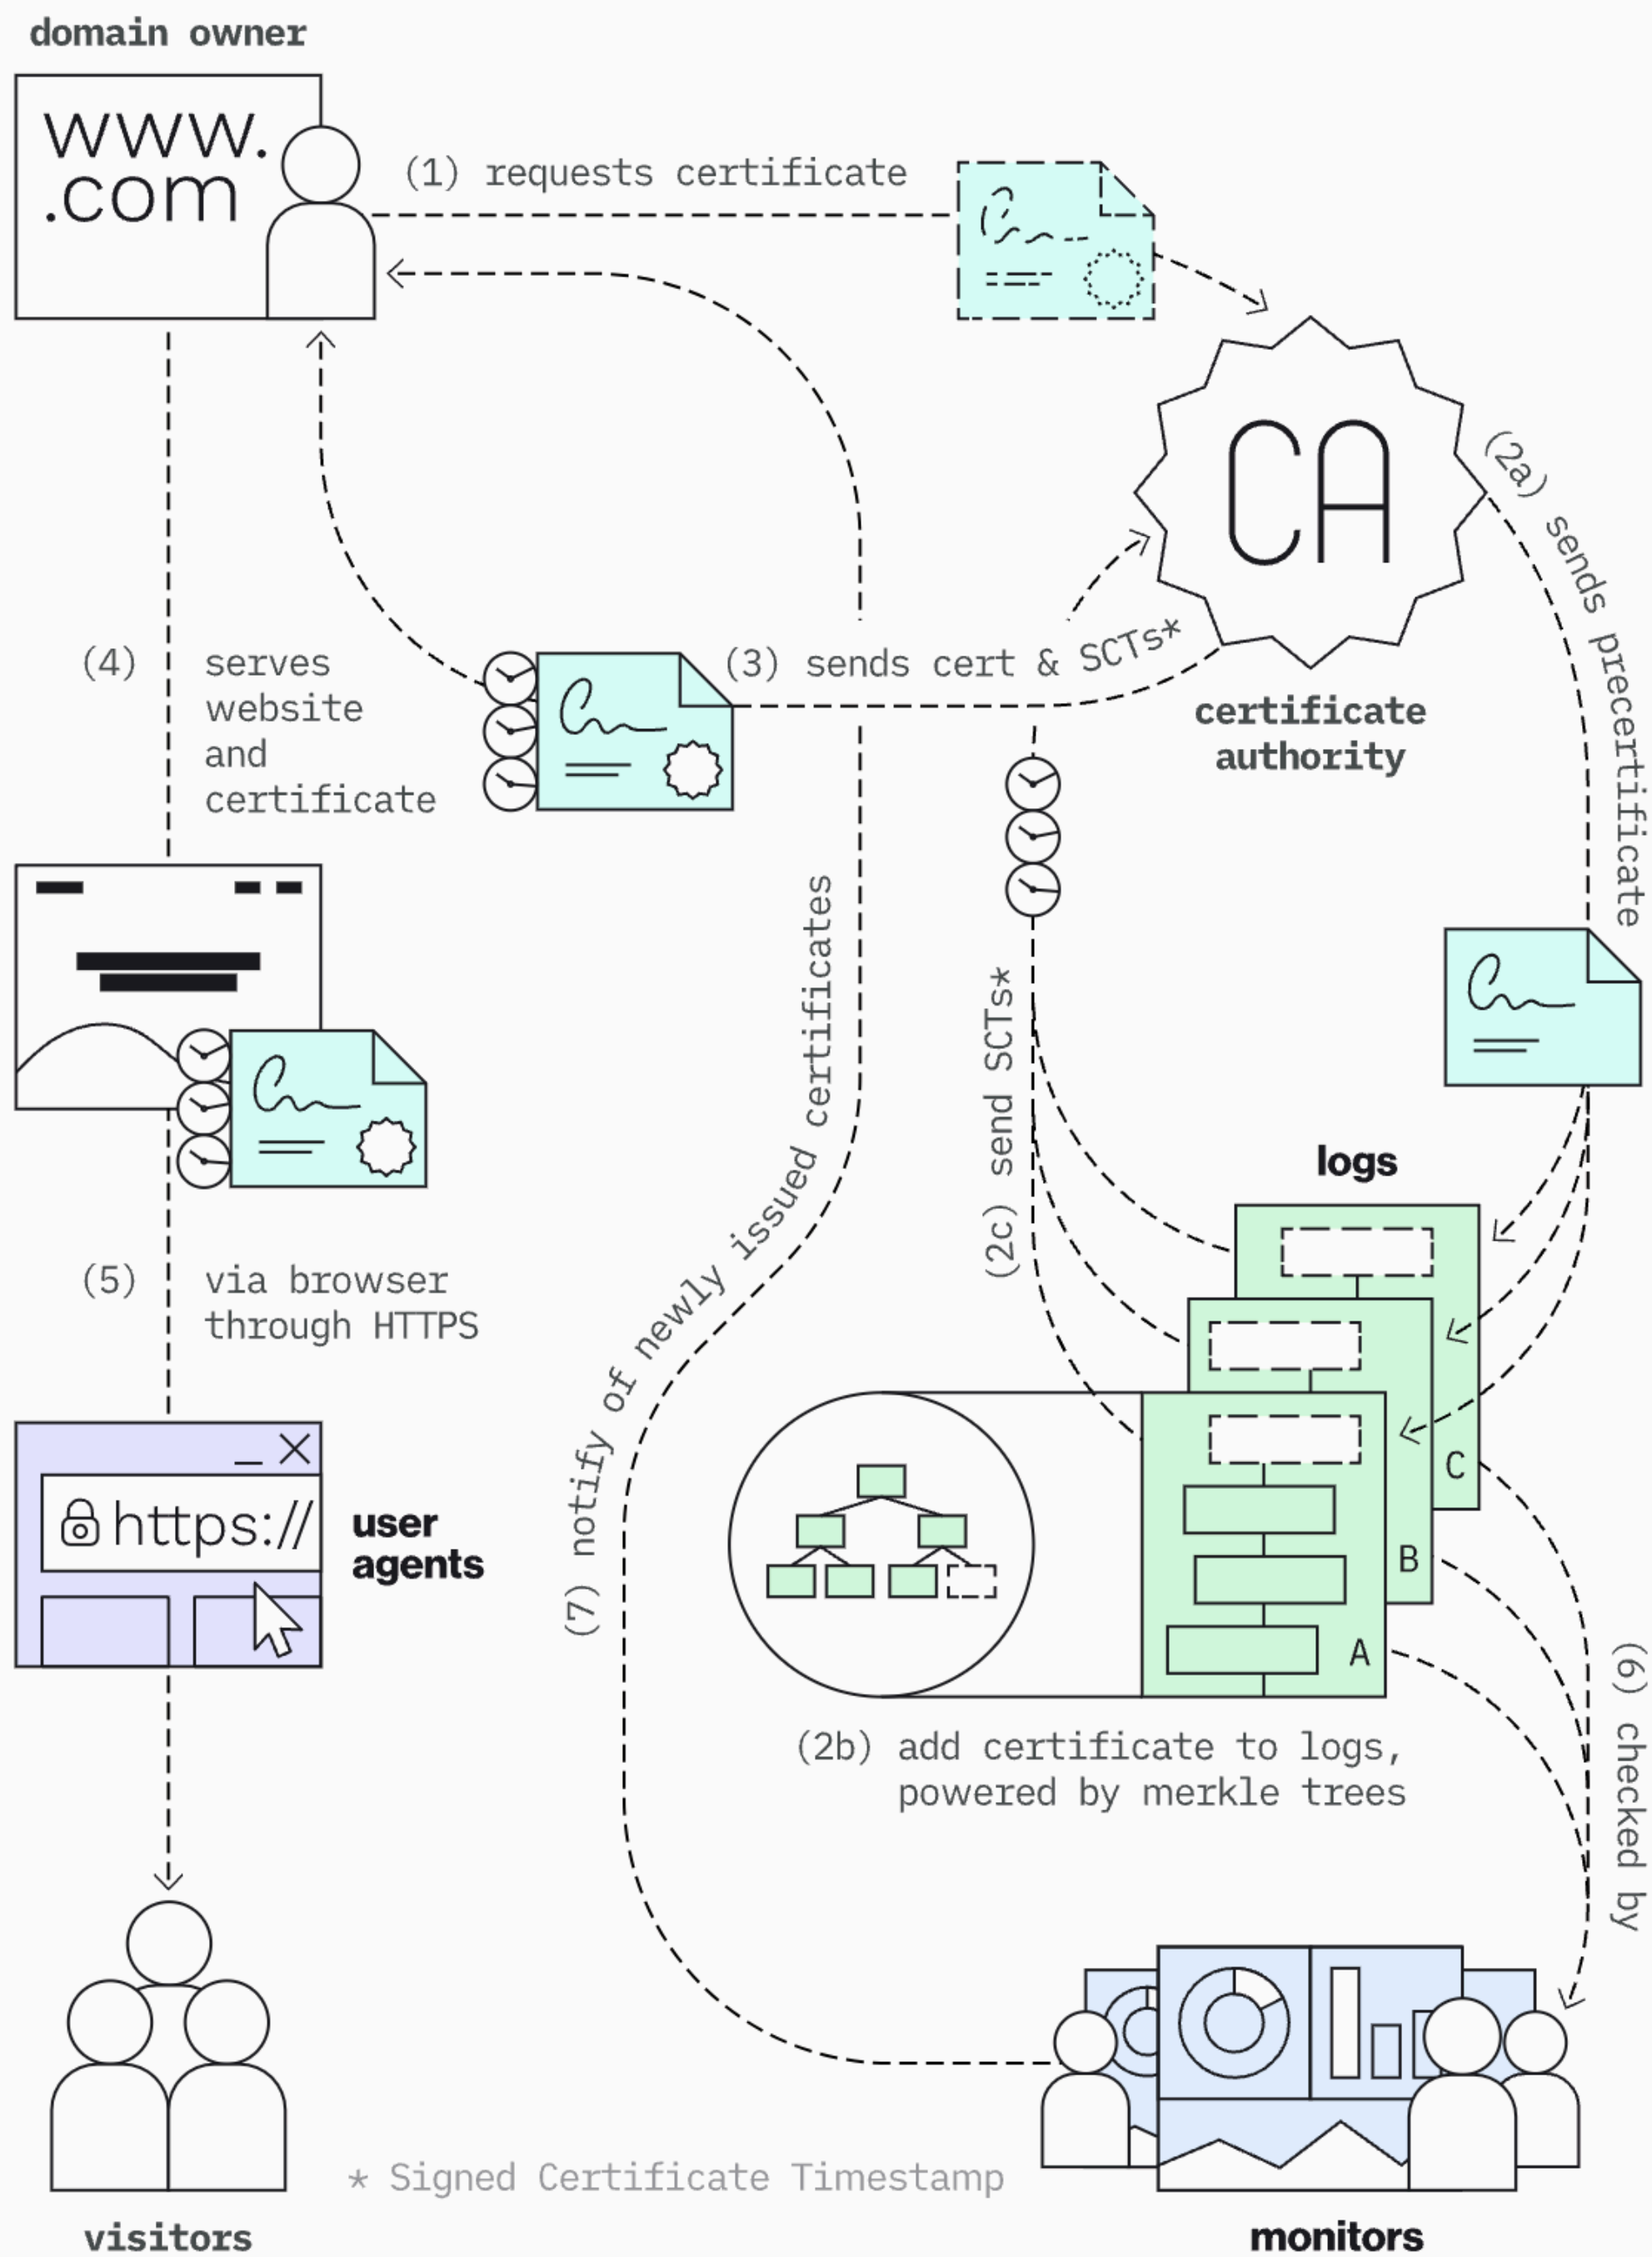 domain owner
www.
.com
(1) requests certificate
CA
(2a) sends precertificate
(3) sends cert & SCTs*
certificate
authority
(4) serves
website
and
certificate
(7) notify of newly issued certificates
(2c) send SCTs*
logs
(5) via browser
through HTTPS
https://
user
agents
C
B
A
(2b) add certificate to logs,
powered by merkle trees
(6) checked by
* Signed Certificate Timestamp
visitors
monitors